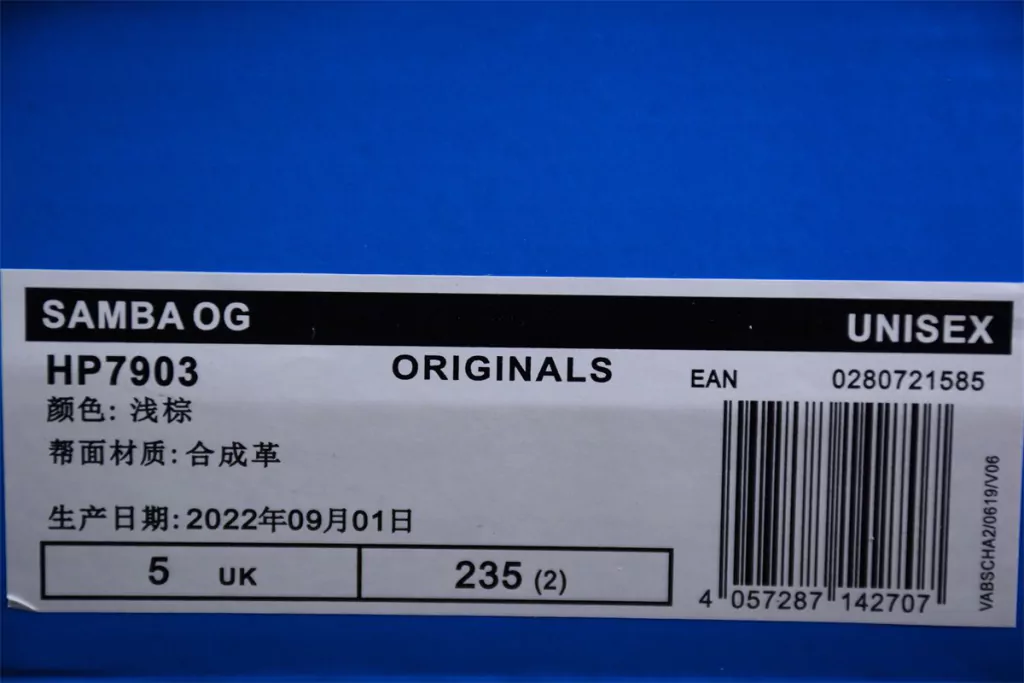 SAMBA OG
UNISEX
HP7903
ORIGINALS
EAN 0280721585
颜色: 浅棕
帮面材质: 合成革
生产日期: 2022年09月01日
5 UK
235 (2)
4 057287 142707
VABSCHA2/0619/V06